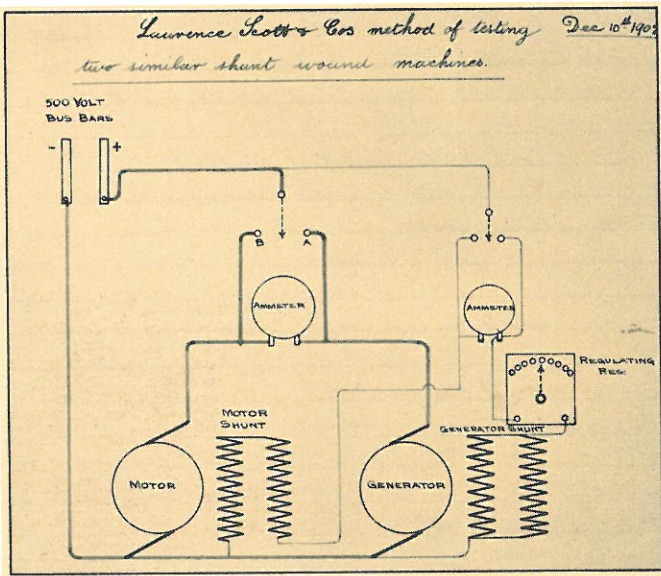 Laurence Scott & Cos method of testing Dec 10th 190
two similar shunt wound machines.
500 VOLT
BUS BARS
- +
B A
AMMETER AMMETER
REGULATING
RES:
MOTOR
SHUNT
GENERATOR SHUNT
MOTOR GENERATOR